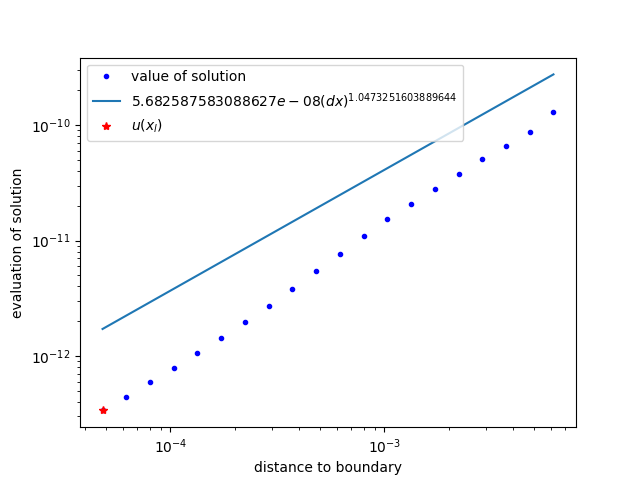 value of solution
5.682587583088627e − 08(dx)^1.0473251603889644
u(x_l)
10^−10
10^−11
10^−12
evaluation of solution
10^−4
10^−3
distance to boundary